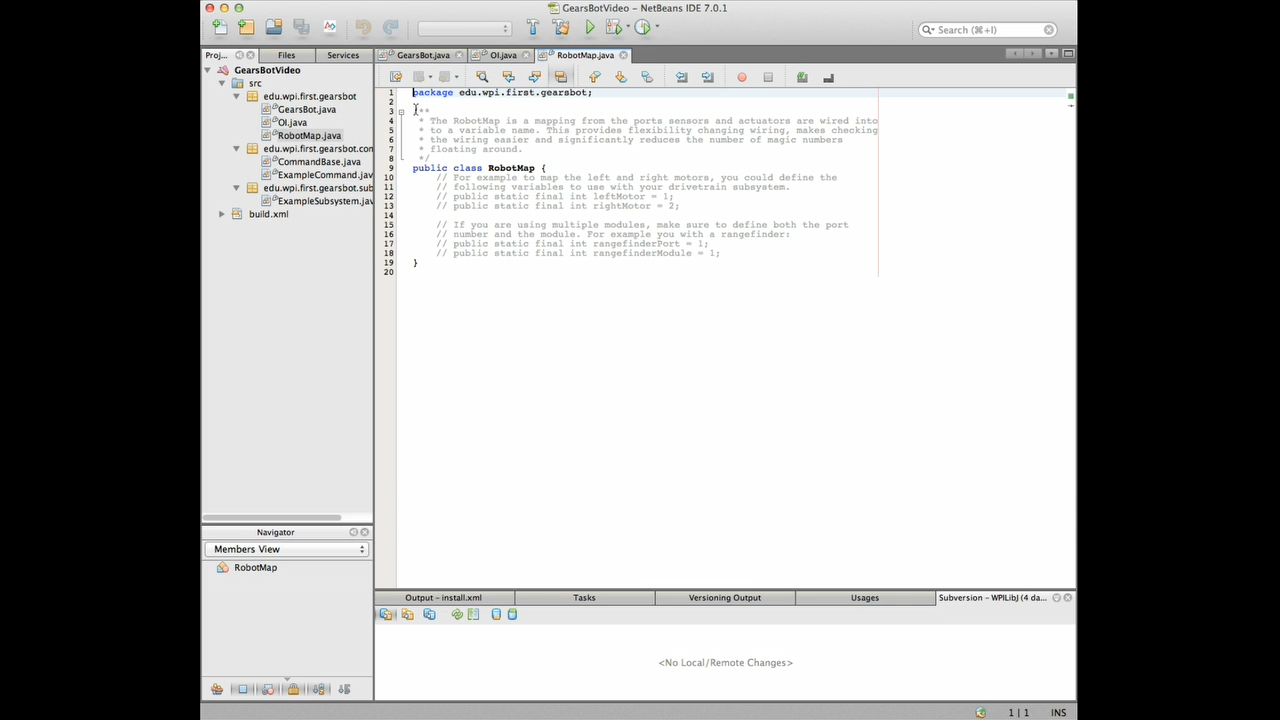 GearsBotVideo – NetBeans IDE 7.0.1
Search (⌘+I)
Proj... Files Services
GearsBot.java OI.java RobotMap.java
GearsBotVideo
src
edu.wpi.first.gearsbot
GearsBot.java
OI.java
RobotMap.java
edu.wpi.first.gearsbot.con
CommandBase.java
ExampleCommand.jav
edu.wpi.first.gearsbot.sub
ExampleSubsystem.jav
build.xml
1 package edu.wpi.first.gearsbot;
2
3 /**
4 * The RobotMap is a mapping from the ports sensors and actuators are wired into
5 * to a variable name. This provides flexibility changing wiring, makes checking
6 * the wiring easier and significantly reduces the number of magic numbers
7 * floating around.
8 */
9 public class RobotMap {
10 // For example to map the left and right motors, you could define the
11 // following variables to use with your drivetrain subsystem.
12 // public static final int leftMotor = 1;
13 // public static final int rightMotor = 2;
14
15 // If you are using multiple modules, make sure to define both the port
16 // number and the module. For example you with a rangefinder:
17 // public static final int rangefinderPort = 1;
18 // public static final int rangefinderModule = 1;
19 }
20
Navigator
Members View
RobotMap
Output – install.xml Tasks Versioning Output Usages Subversion – WPILibJ (4 da...
<No Local/Remote Changes>
1 | 1 INS